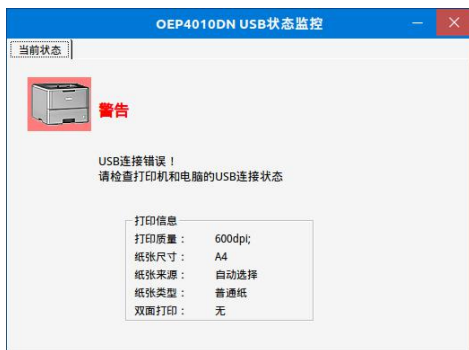 OEP4010DN USB状态监控
当前状态
警告
USB连接错误！
请检查打印机和电脑的USB连接状态
打印信息
打印质量： 600dpi;
纸张尺寸： A4
纸张来源： 自动选择
纸张类型： 普通纸
双面打印： 无